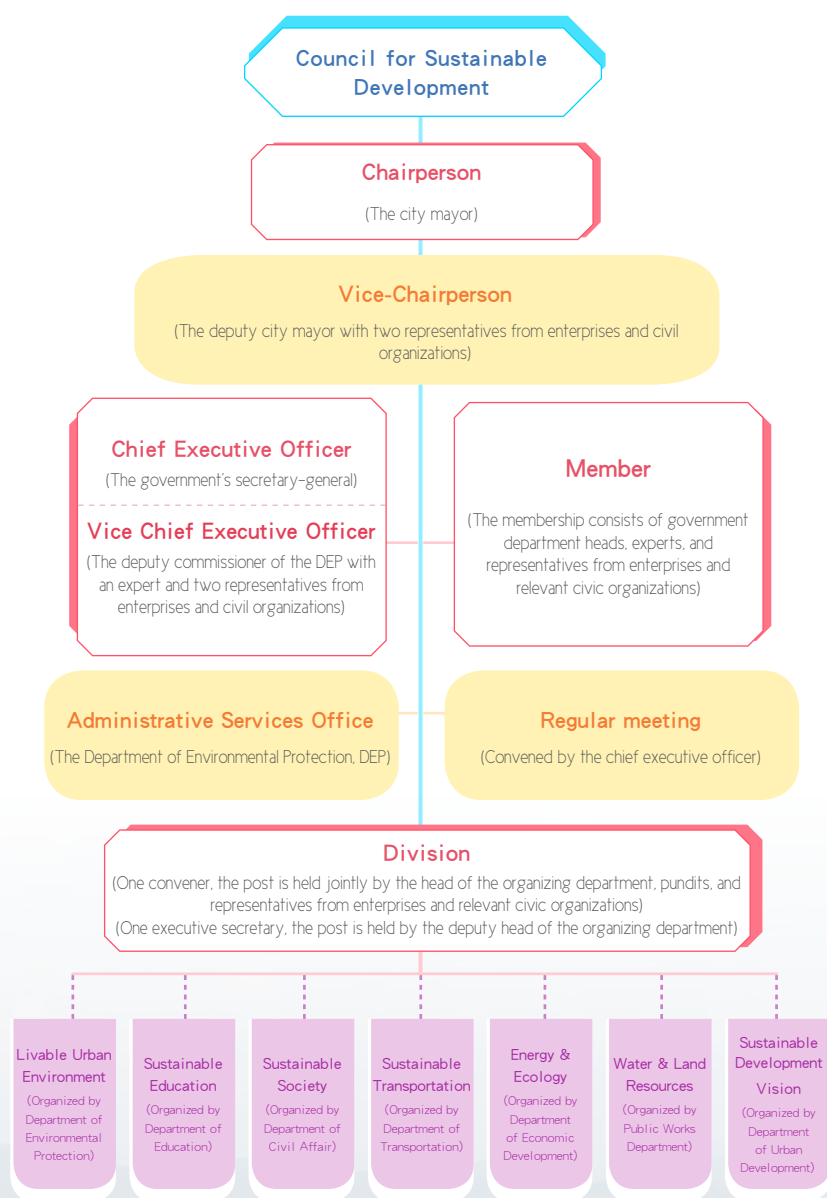 Council for Sustainable
Development
Chairperson
(The city mayor)
Vice-Chairperson
(The deputy city mayor with two representatives from enterprises and civil
organizations)
Chief Executive Officer
(The government's secretary-general)
Vice Chief Executive Officer
(The deputy commissioner of the DEP with
an expert and two representatives from
enterprises and civil organizations)
Member
(The membership consists of government
department heads, experts, and
representatives from enterprises and
relevant civic organizations)
Administrative Services Office
(The Department of Environmental Protection, DEP)
Regular meeting
(Convened by the chief executive officer)
Division
(One convener, the post is held jointly by the head of the organizing department, pundits, and
representatives from enterprises and relevant civic organizations)
(One executive secretary, the post is held by the deputy head of the organizing department)
Livable Urban
Environment
(Organized by
Department of
Environmental
Protection)
Sustainable
Education
(Organized by
Department of
Education)
Sustainable
Society
(Organized by
Department of
Civil Affair)
Sustainable
Transportation
(Organized by
Department of
Transportation)
Energy &
Ecology
(Organized by
Department
of Economic
Development)
Water & Land
Resources
(Organized by
Public Works
Department)
Sustainable
Development
Vision
(Organized by
Department
of Urban
Development)